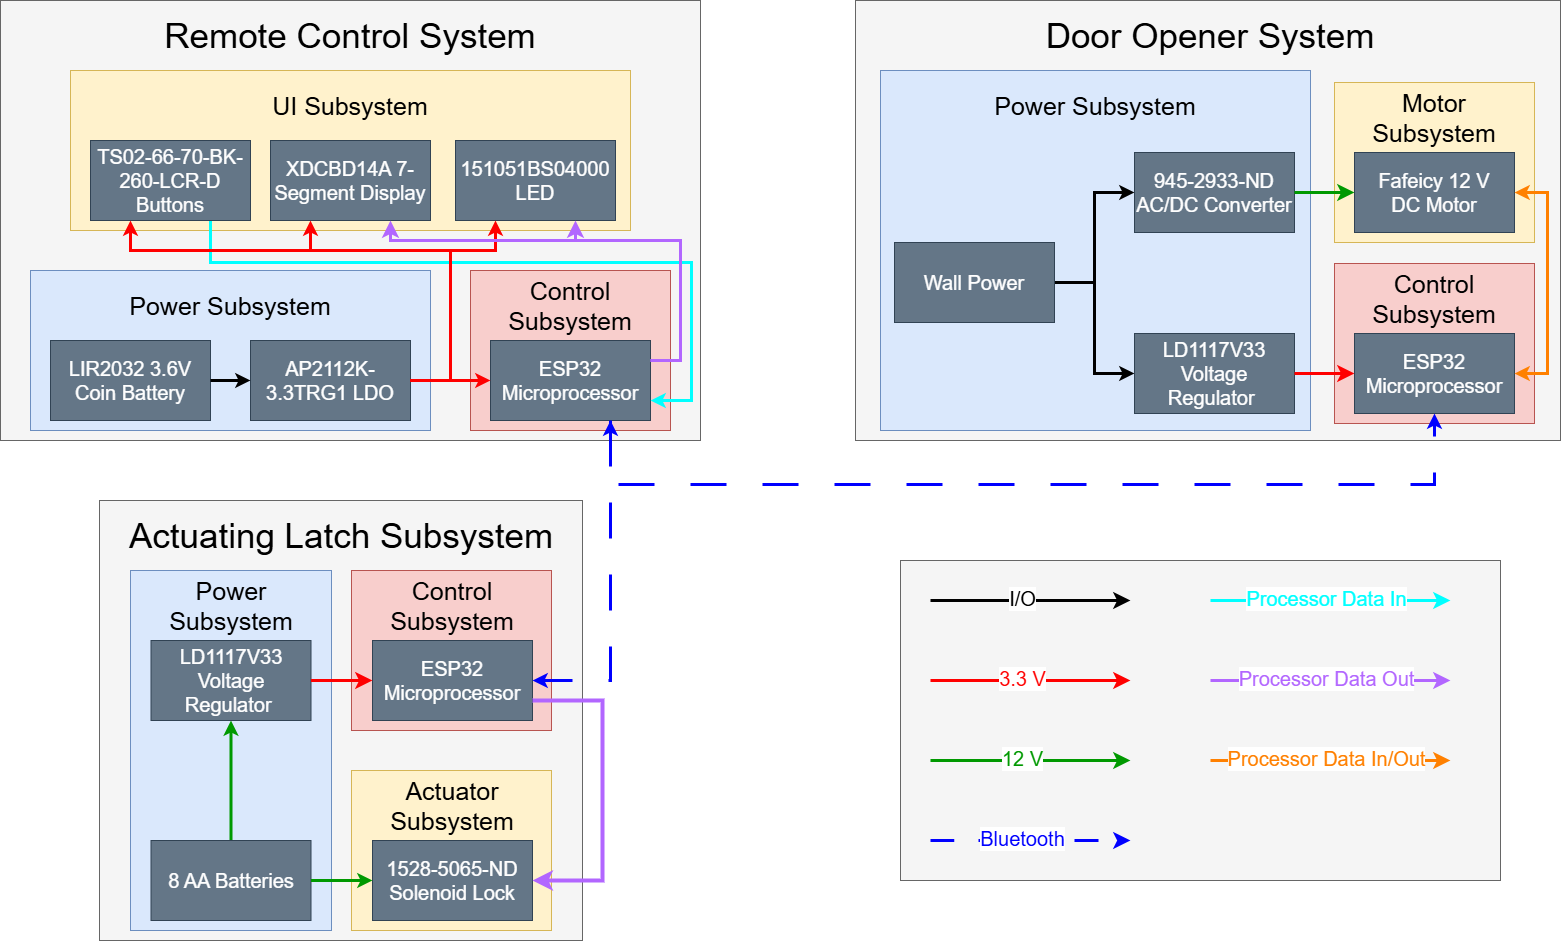 Remote Control System
UI Subsystem
TS02-66-70-BK-
260-LCR-D
Buttons
XDCBD14A 7-
Segment Display
151051BS04000
LED
Power Subsystem
LIR2032 3.6V
Coin Battery
AP2112K-
3.3TRG1 LDO
Control
Subsystem
ESP32
Microprocessor
Door Opener System
Power Subsystem
Wall Power
945-2933-ND
AC/DC Converter
LD1117V33
Voltage
Regulator
Motor
Subsystem
Fafeicy 12 V
DC Motor
Control
Subsystem
ESP32
Microprocessor
Actuating Latch Subsystem
Power
Subsystem
LD1117V33
Voltage
Regulator
8 AA Batteries
Control
Subsystem
ESP32
Microprocessor
Actuator
Subsystem
1528-5065-ND
Solenoid Lock
I/O
3.3 V
12 V
Bluetooth
Processor Data In
Processor Data Out
Processor Data In/Out